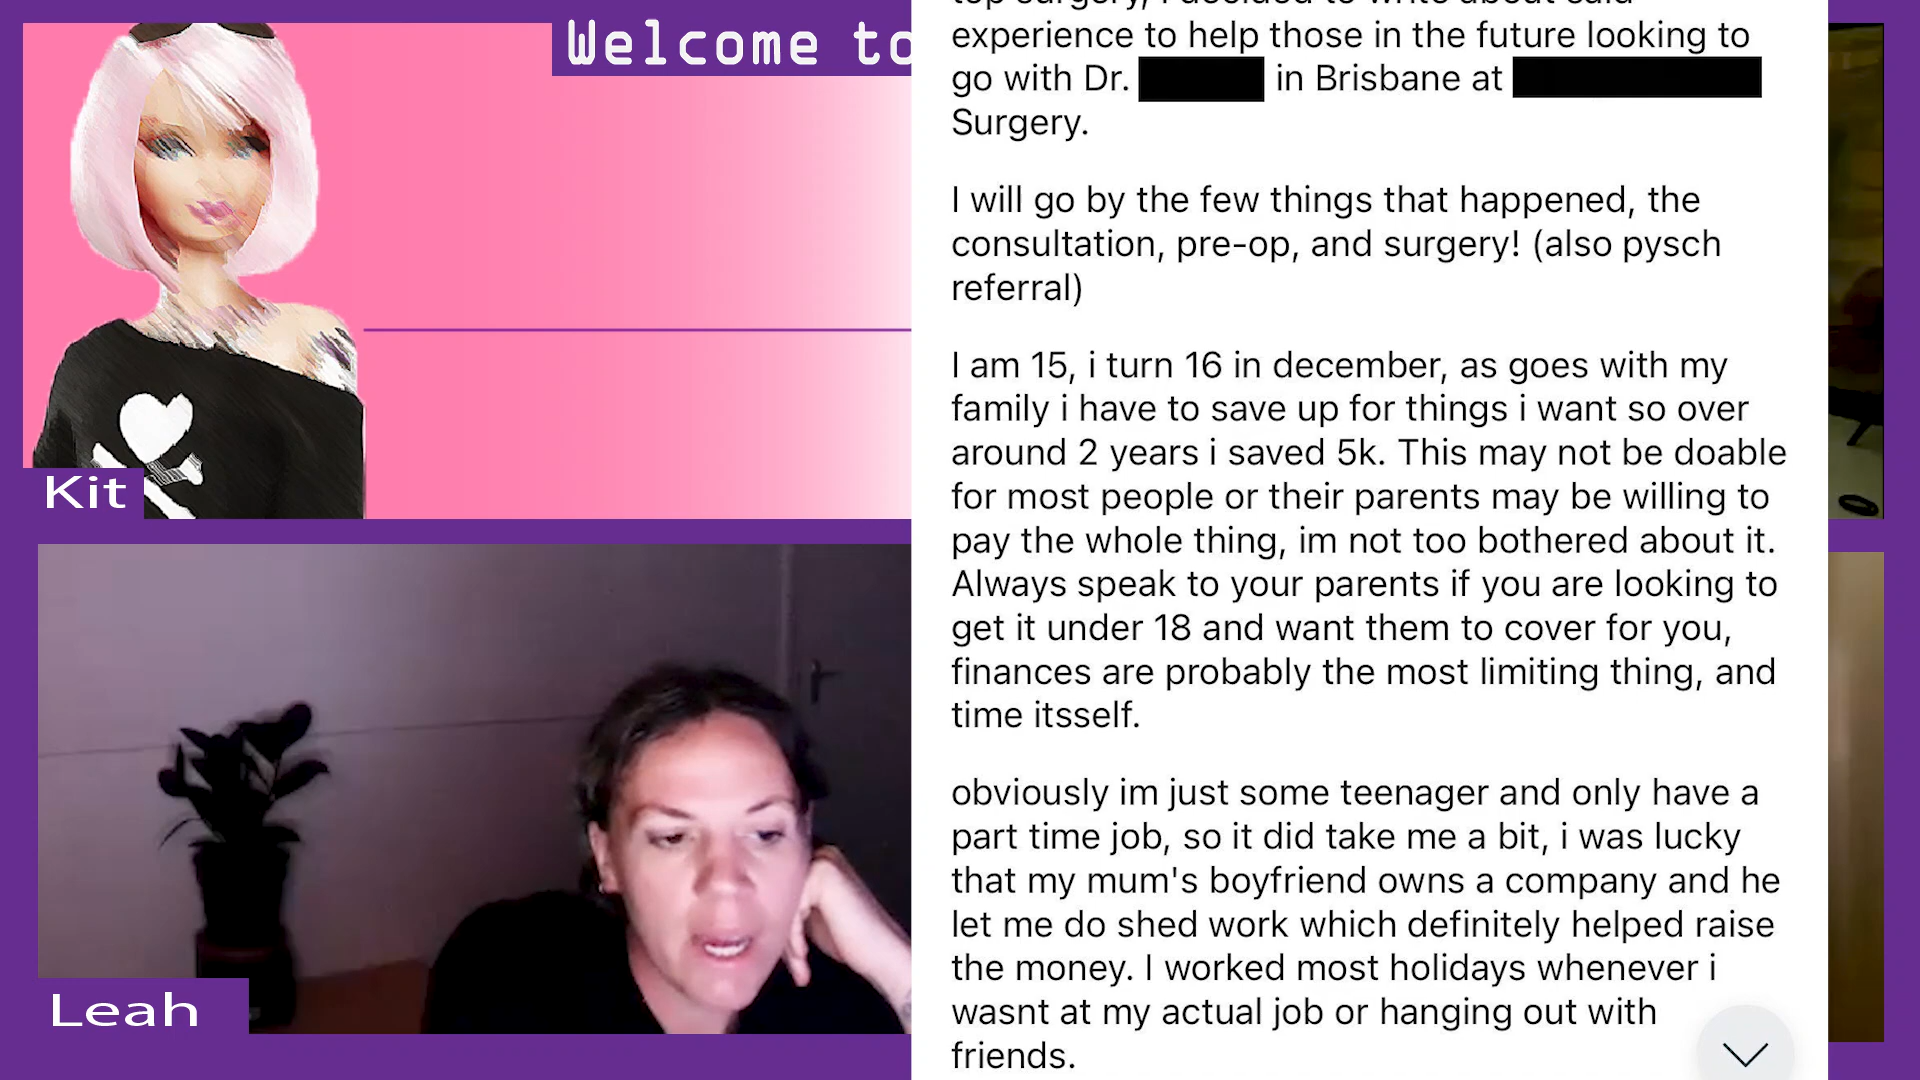 Welcome to
Kit
Leah
experience to help those in the future looking to
go with Dr. in Brisbane at
Surgery.
I will go by the few things that happened, the
consultation, pre-op, and surgery! (also pysch
referral)
I am 15, i turn 16 in december, as goes with my
family i have to save up for things i want so over
around 2 years i saved 5k. This may not be doable
for most people or their parents may be willing to
pay the whole thing, im not too bothered about it.
Always speak to your parents if you are looking to
get it under 18 and want them to cover for you,
finances are probably the most limiting thing, and
time itsself.
obviously im just some teenager and only have a
part time job, so it did take me a bit, i was lucky
that my mum's boyfriend owns a company and he
let me do shed work which definitely helped raise
the money. I worked most holidays whenever i
wasnt at my actual job or hanging out with
friends.